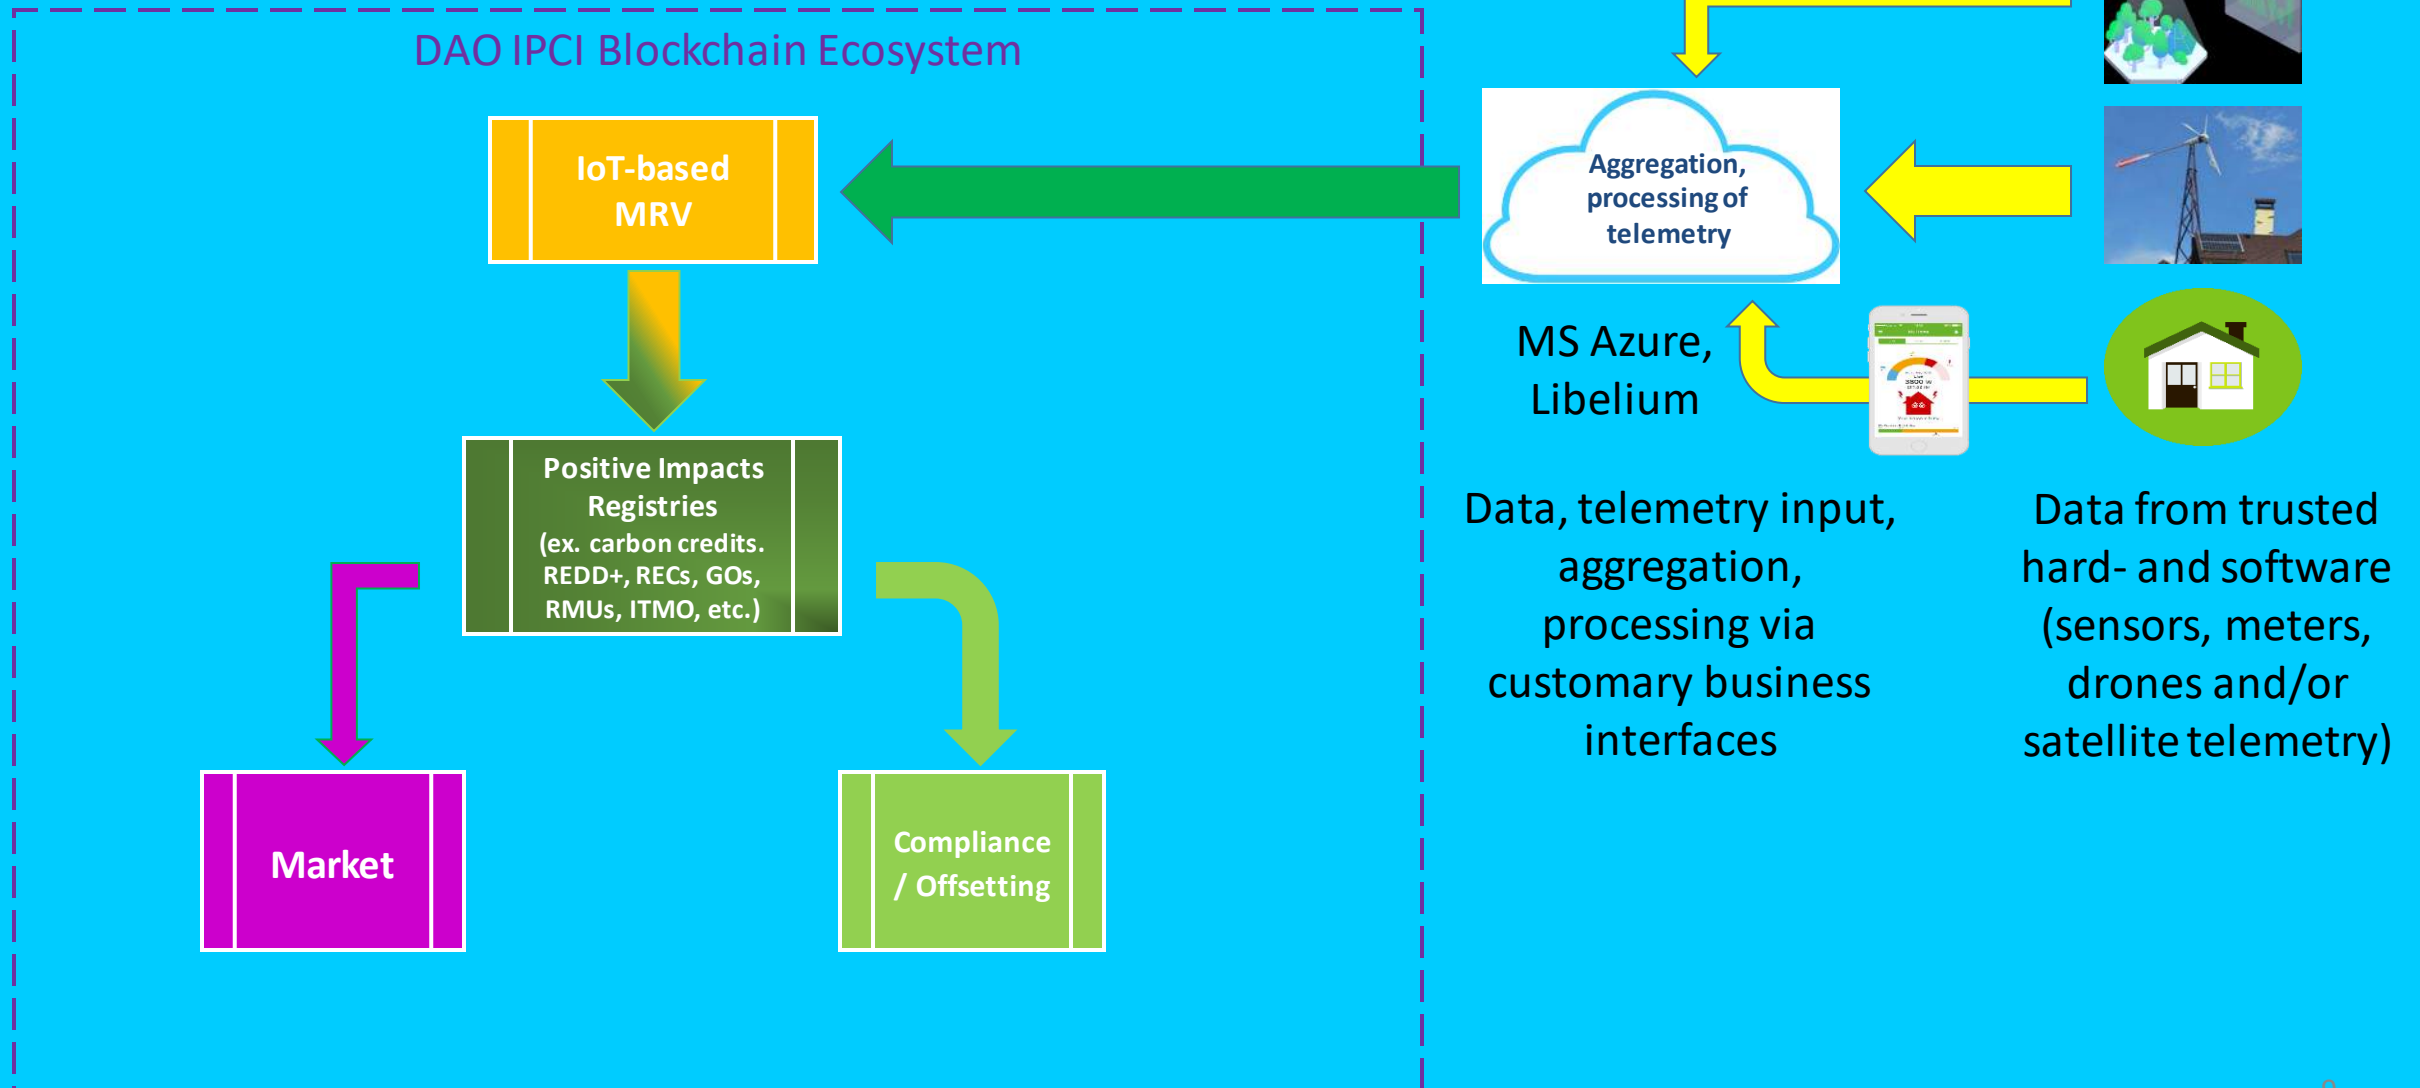 DAO IPCI Blockchain Ecosystem
IoT-based
MRV
Positive Impacts
Registries
(ex. carbon credits.
REDD+, RECs, GOs,
RMUs, ITMO, etc.)
Market
Compliance
/ Offsetting
Aggregation,
processing of
telemetry
MS Azure,
Libelium
3800 W
Data, telemetry input,
aggregation,
processing via
customary business
interfaces
Data from trusted
hard- and software
(sensors, meters,
drones and/or
satellite telemetry)